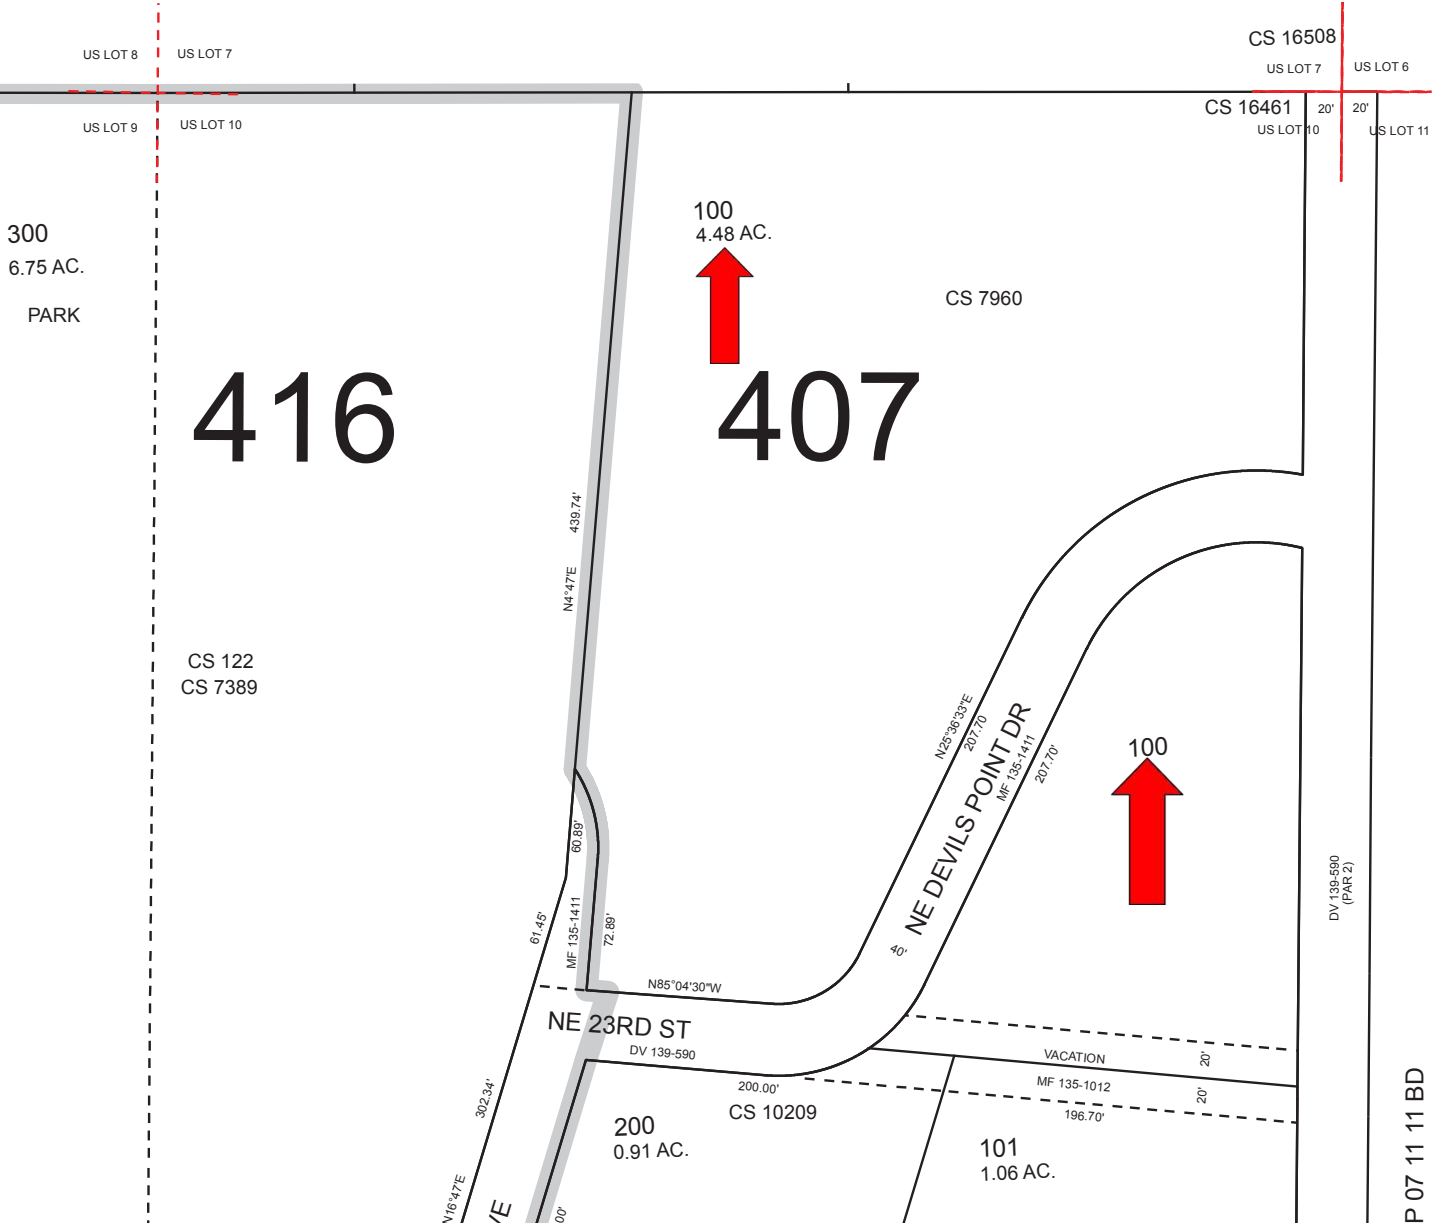 CS 16508
US LOT 8
US LOT 7
US LOT 7
US LOT 6
US LOT 9
US LOT 10
CS 16461
20'
20'
US LOT 10
US LOT 11
300
6.75 AC.
PARK
100
4.48 AC.
CS 7960
416
407
439.74'
N4°47'E
CS 122
CS 7389
N25°36'33"E
207.70
NE DEVILS POINT DR
MF 135-1411
207.70'
40'
100
60.89'
61.45'
MF 135-1411
72.89'
DV 139-590
(PAR 2)
N85°04'30"W
NE 23RD ST
DV 139-590
VACATION
20'
MF 135-1012
20'
196.70'
200.00'
CS 10209
302.34'
200
0.91 AC.
101
1.06 AC.
N16°47'E
VE
00'
P 07 11 11 BD